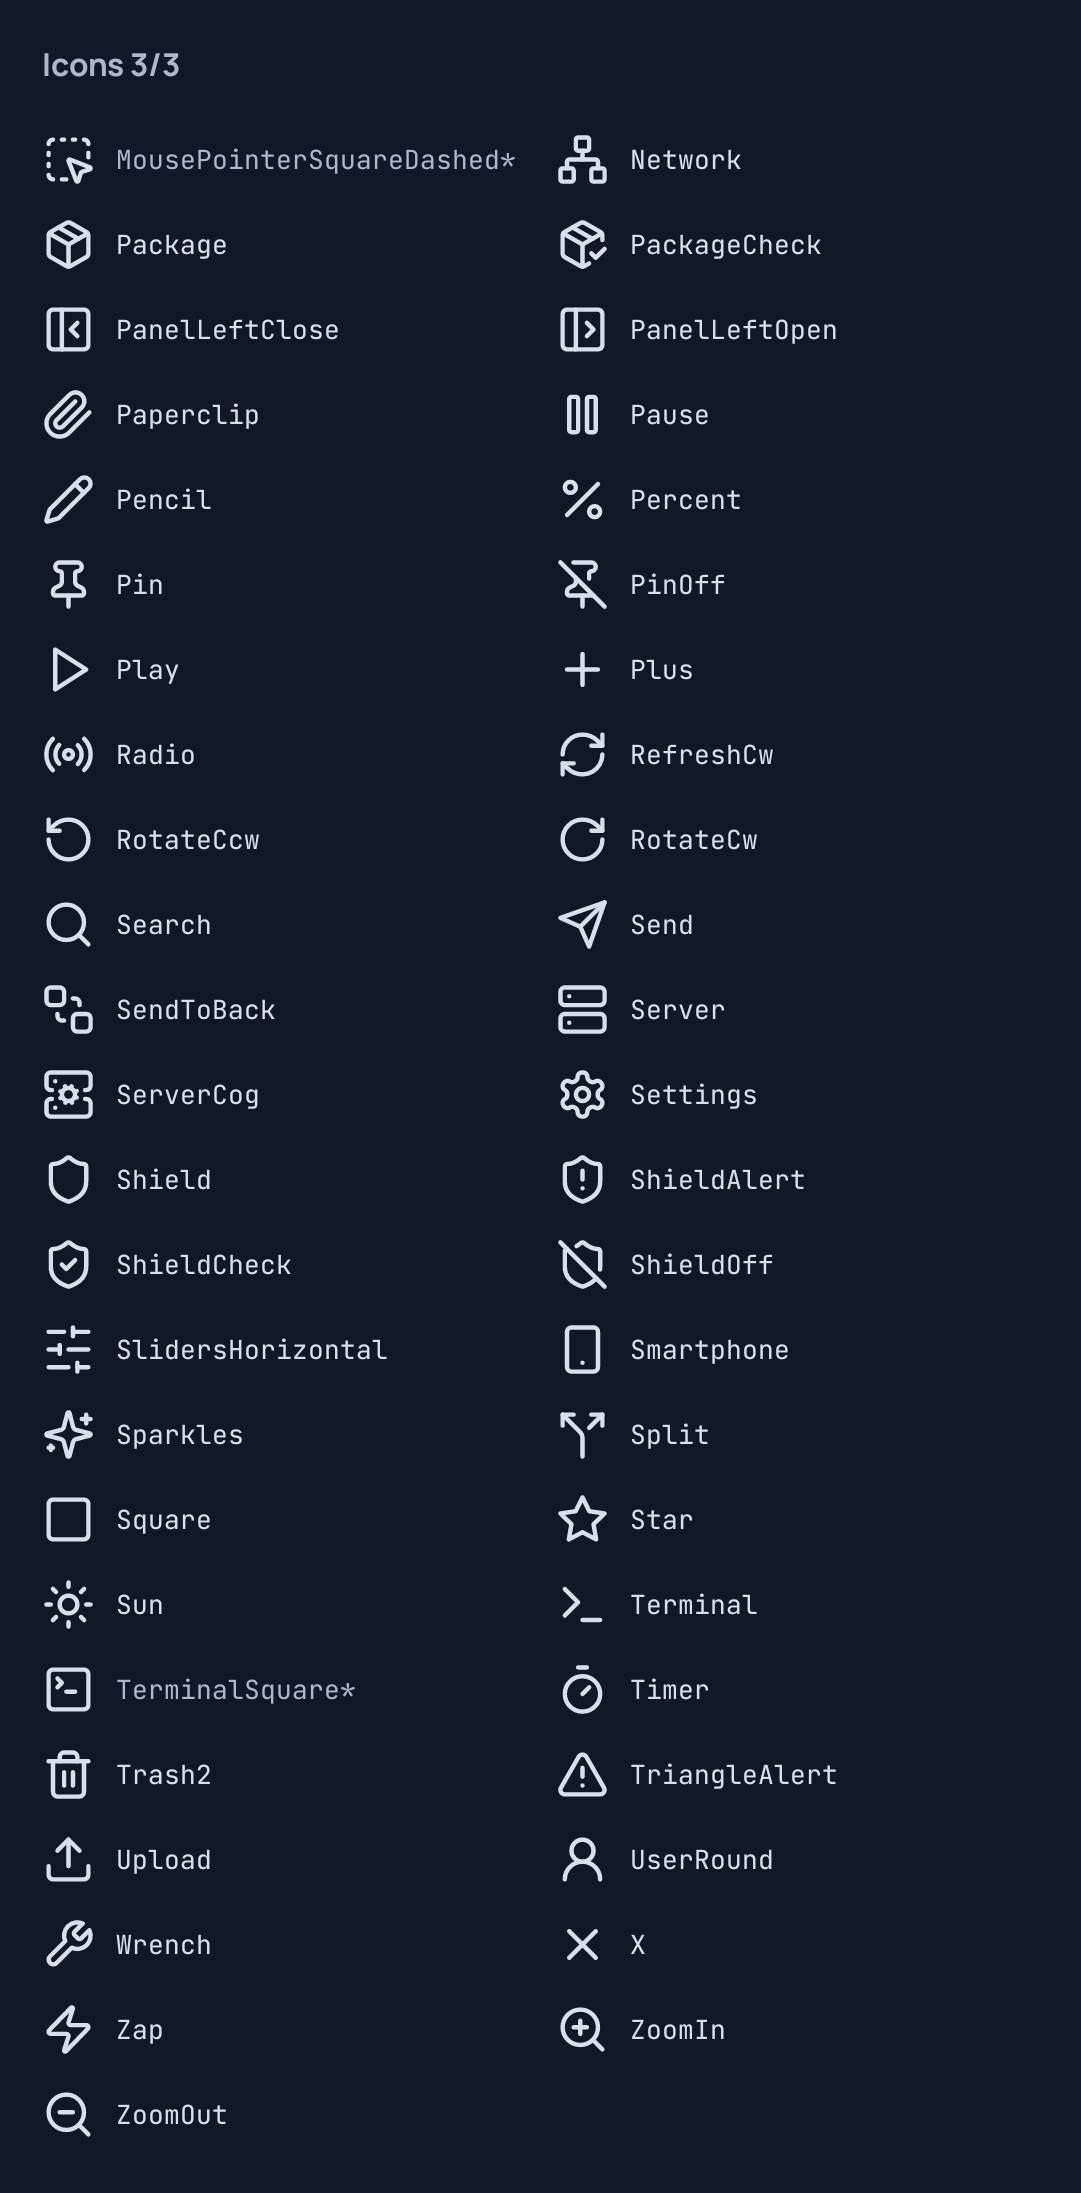 Icons 3/3
MousePointerSquareDashed* Network
Package PackageCheck
PanelLeftClose PanelLeftOpen
Paperclip Pause
Pencil Percent
Pin PinOff
Play Plus
Radio RefreshCw
RotateCcw RotateCw
Search Send
SendToBack Server
ServerCog Settings
Shield ShieldAlert
ShieldCheck ShieldOff
SlidersHorizontal Smartphone
Sparkles Split
Square Star
Sun Terminal
TerminalSquare* Timer
Trash2 TriangleAlert
Upload UserRound
Wrench X
Zap ZoomIn
ZoomOut